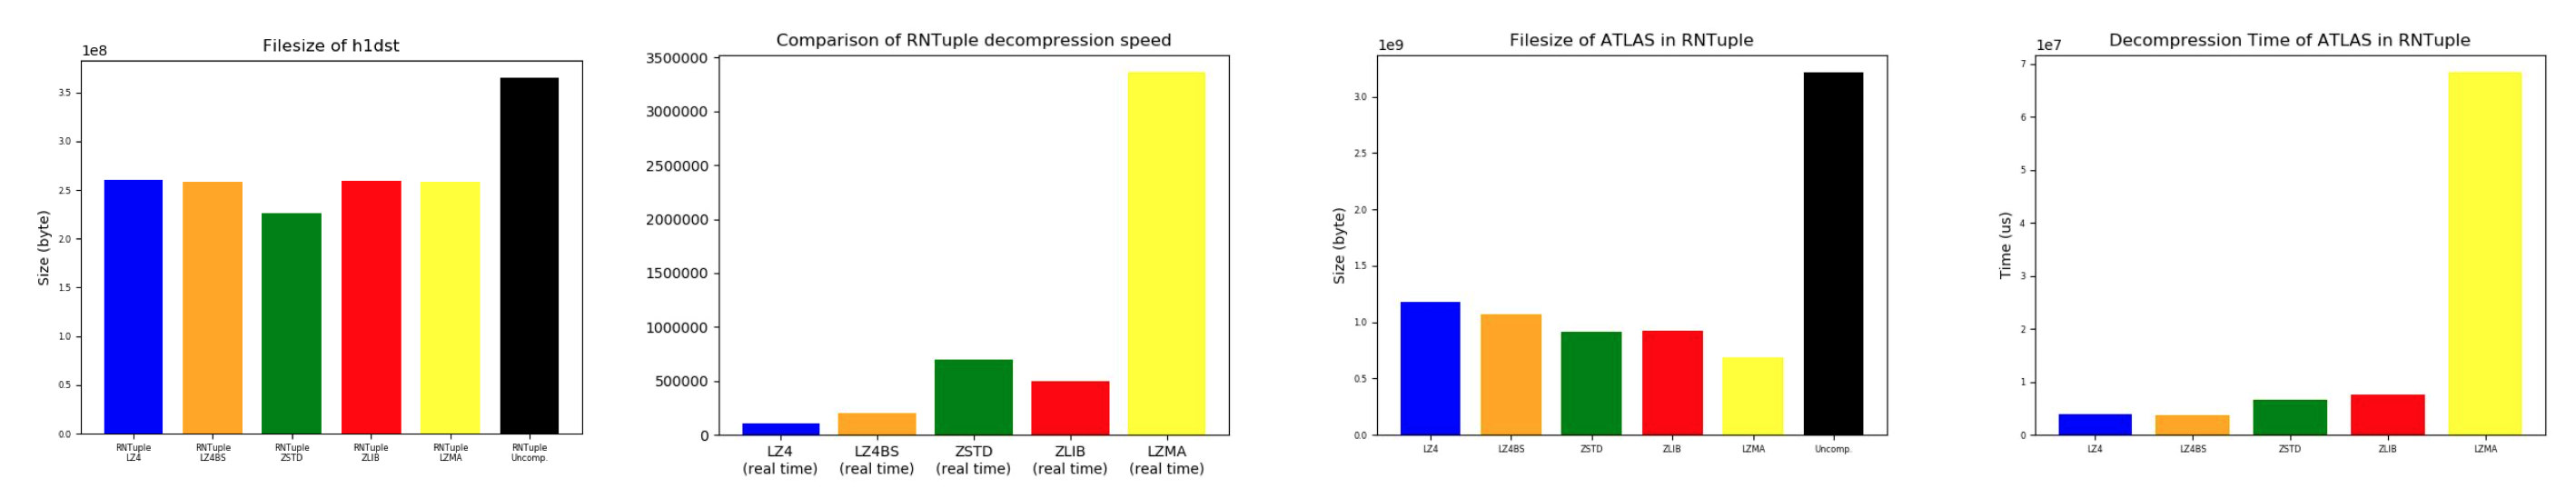 Filesize of h1dst
1e8
Size (byte)
3.5
3.0
2.5
2.0
1.5
1.0
0.5
0.0
RNTuple LZ4
RNTuple LZ4BS
RNTuple ZSTD
RNTuple ZLIB
RNTuple LZMA
RNTuple Uncomp.
Comparison of RNTuple decompression speed
3500000
3000000
2500000
2000000
1500000
1000000
500000
0
LZ4 (real time)
LZ4BS (real time)
ZSTD (real time)
ZLIB (real time)
LZMA (real time)
Filesize of ATLAS in RNTuple
1e9
Size (byte)
3.0
2.5
2.0
1.5
1.0
0.5
0.0
LZ4
LZ4BS
ZSTD
ZLIB
LZMA
Uncomp.
Decompression Time of ATLAS in RNTuple
1e7
Time (us)
7
6
5
4
3
2
1
0
LZ4
LZ4BS
ZSTD
ZLIB
LZMA